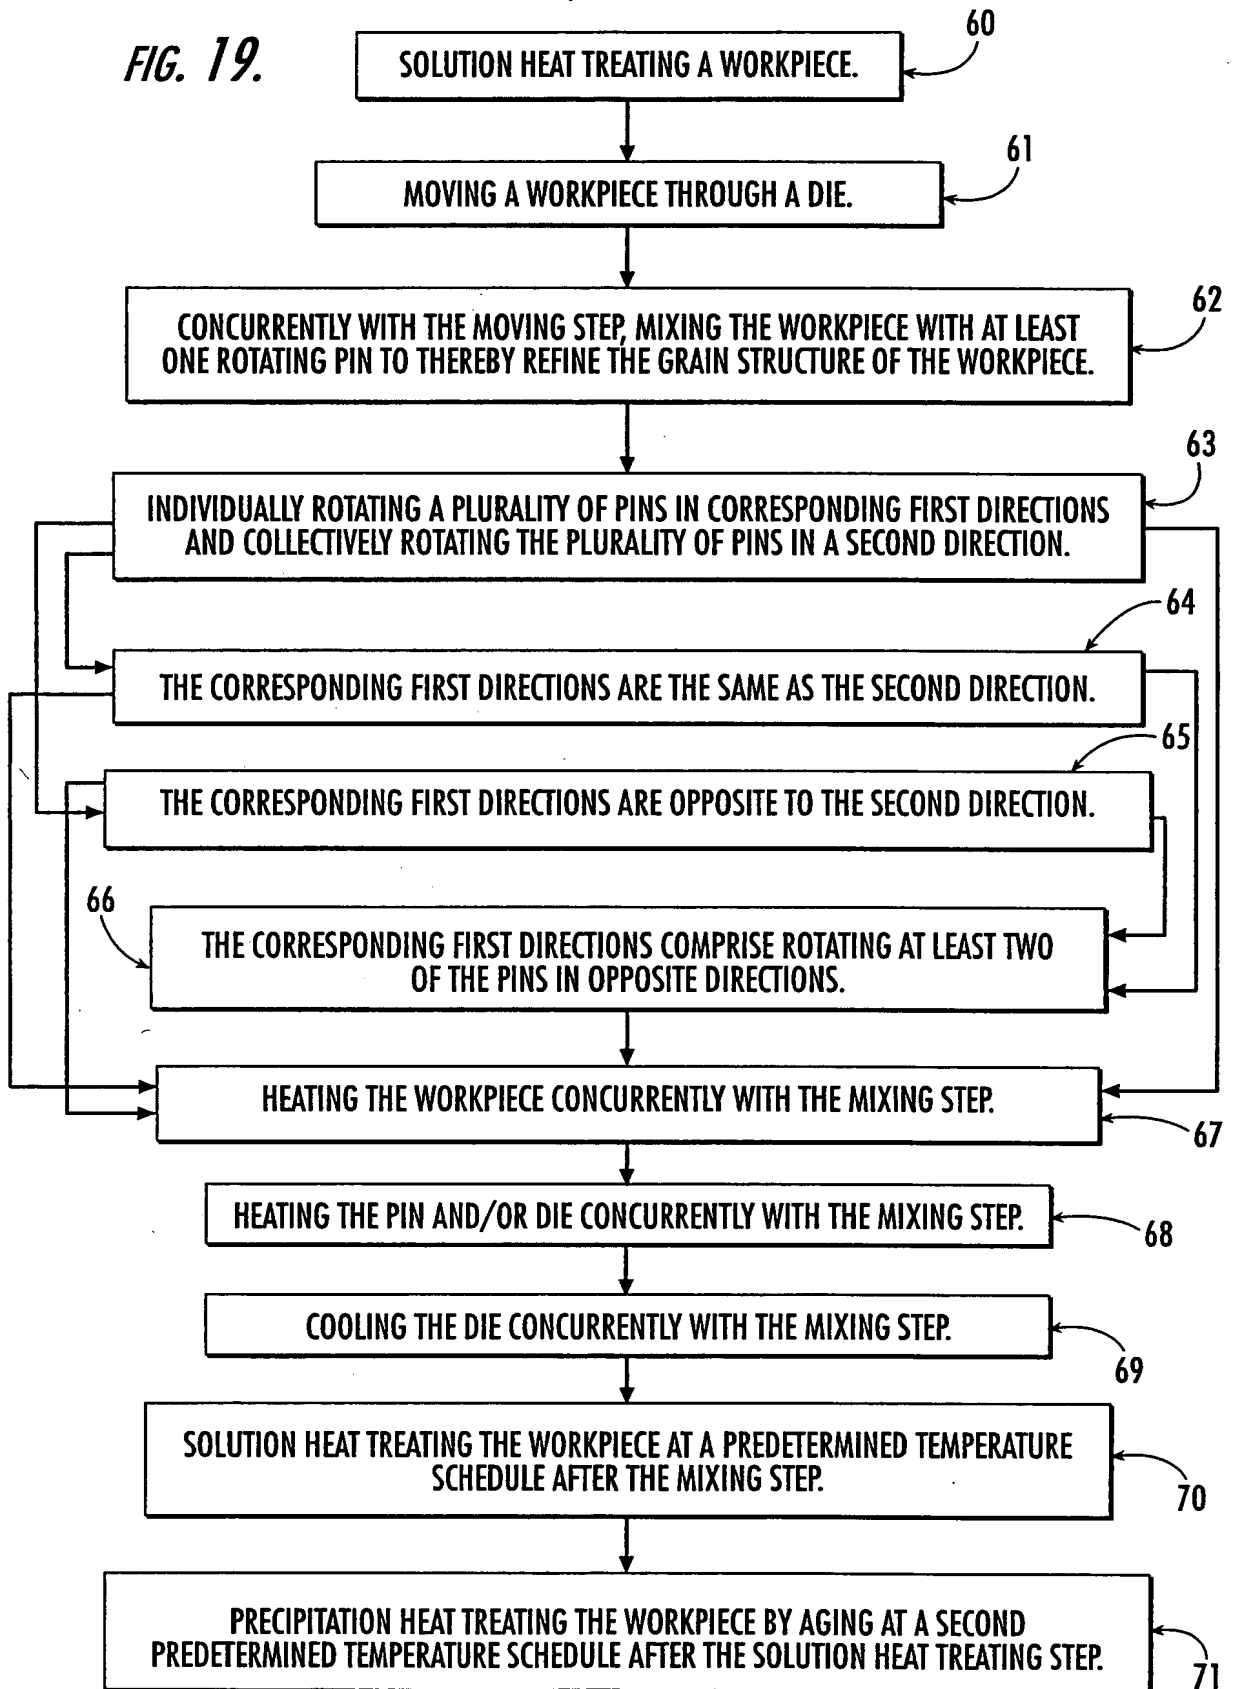 FIG. 19.
60
SOLUTION HEAT TREATING A WORKPIECE.
61
MOVING A WORKPIECE THROUGH A DIE.
62
CONCURRENTLY WITH THE MOVING STEP, MIXING THE WORKPIECE WITH AT LEAST
ONE ROTATING PIN TO THEREBY REFINE THE GRAIN STRUCTURE OF THE WORKPIECE.
63
INDIVIDUALLY ROTATING A PLURALITY OF PINS IN CORRESPONDING FIRST DIRECTIONS
AND COLLECTIVELY ROTATING THE PLURALITY OF PINS IN A SECOND DIRECTION.
64
THE CORRESPONDING FIRST DIRECTIONS ARE THE SAME AS THE SECOND DIRECTION.
65
THE CORRESPONDING FIRST DIRECTIONS ARE OPPOSITE TO THE SECOND DIRECTION.
66
THE CORRESPONDING FIRST DIRECTIONS COMPRISE ROTATING AT LEAST TWO
OF THE PINS IN OPPOSITE DIRECTIONS.
HEATING THE WORKPIECE CONCURRENTLY WITH THE MIXING STEP.
67
HEATING THE PIN AND/OR DIE CONCURRENTLY WITH THE MIXING STEP.
68
COOLING THE DIE CONCURRENTLY WITH THE MIXING STEP.
69
SOLUTION HEAT TREATING THE WORKPIECE AT A PREDETERMINED TEMPERATURE
SCHEDULE AFTER THE MIXING STEP.
70
PRECIPITATION HEAT TREATING THE WORKPIECE BY AGING AT A SECOND
PREDETERMINED TEMPERATURE SCHEDULE AFTER THE SOLUTION HEAT TREATING STEP.
71